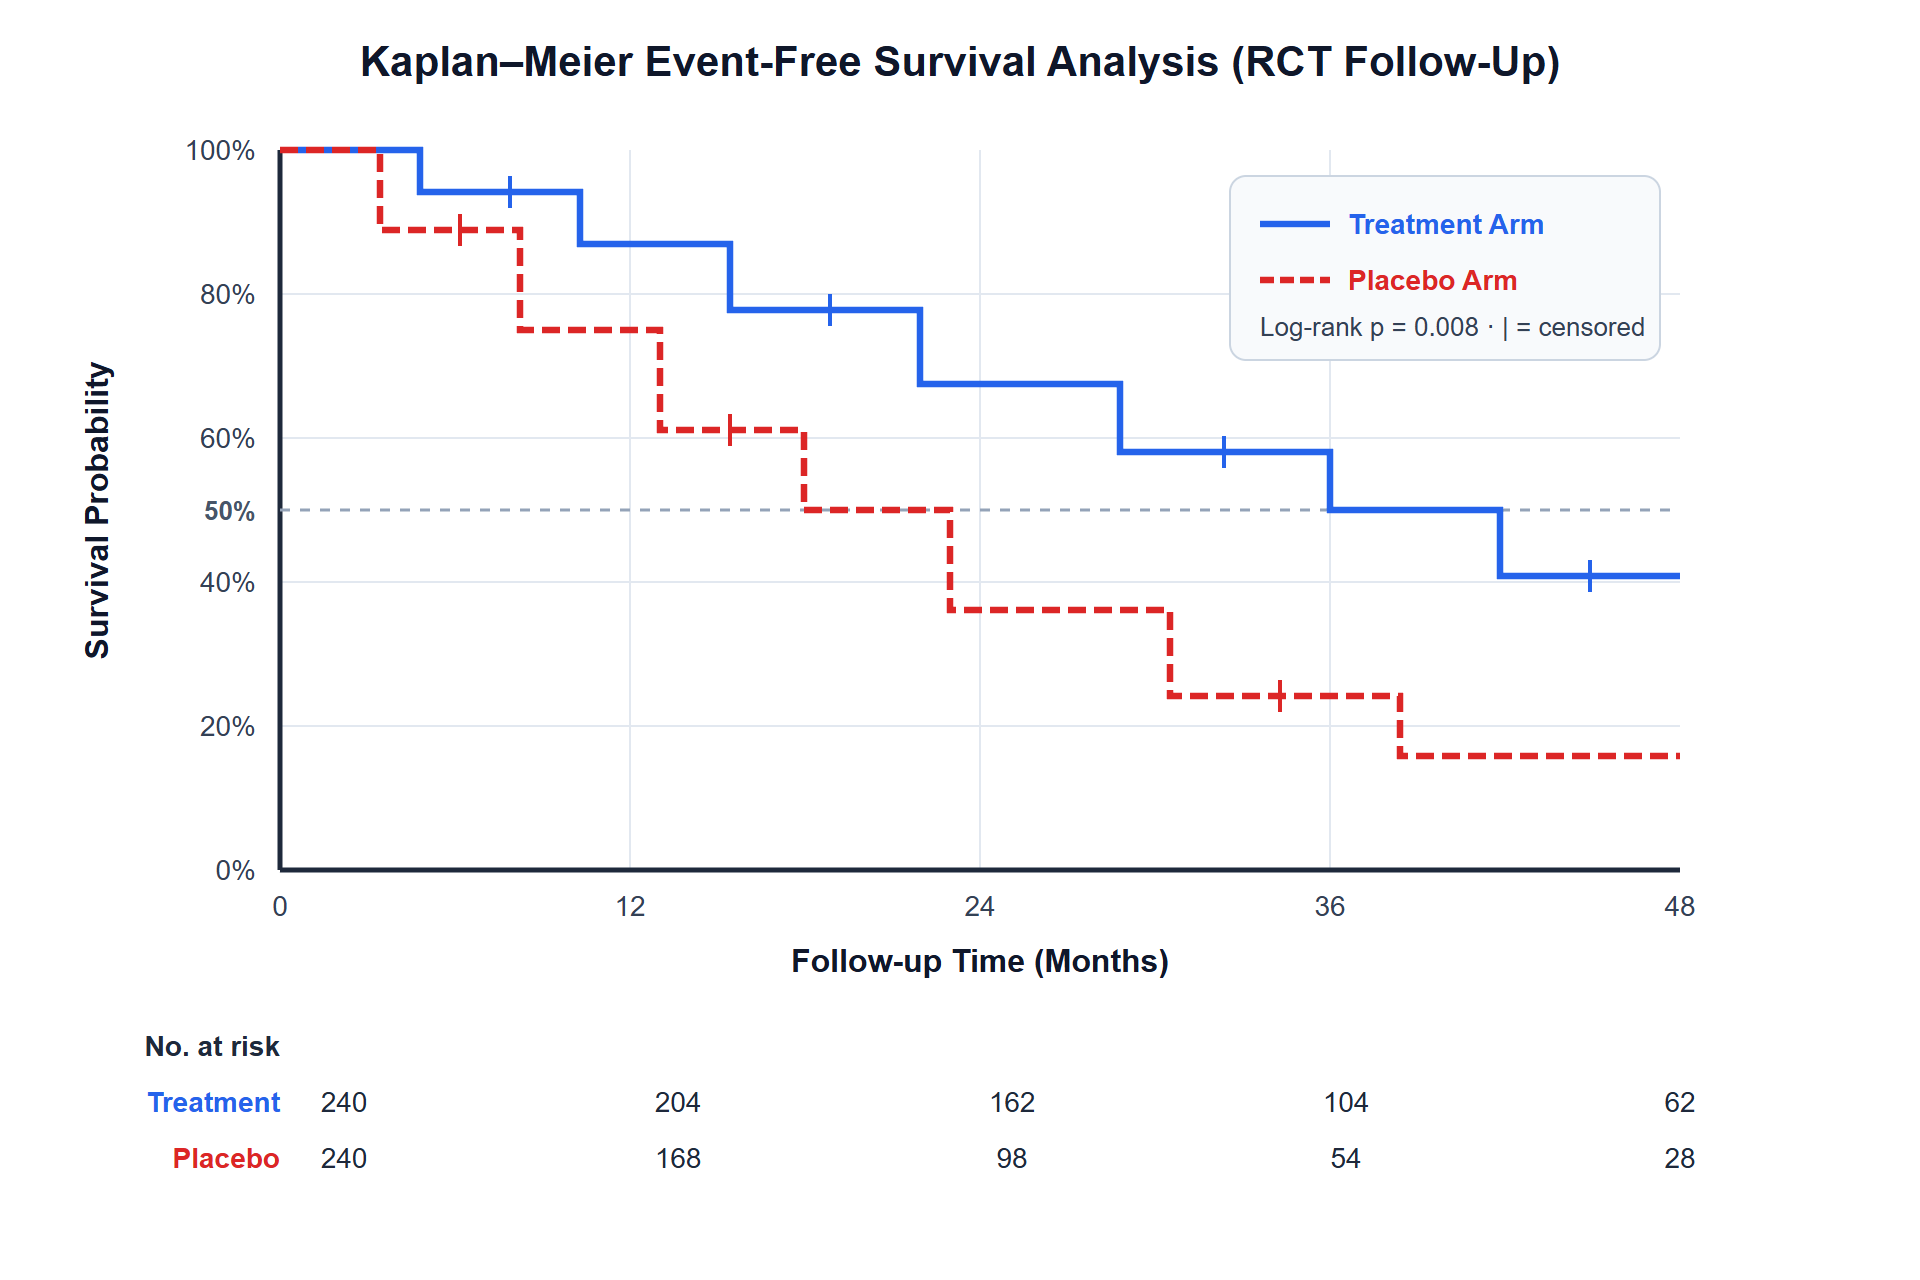 Kaplan–Meier Event-Free Survival Analysis (RCT Follow-Up)
100%
80%
60%
50%
40%
20%
0%
Survival Probability
Treatment Arm
Placebo Arm
Log-rank p = 0.008 · | = censored
0 12 24 36 48
Follow-up Time (Months)
No. at risk
Treatment 240 204 162 104 62
Placebo 240 168 98 54 28